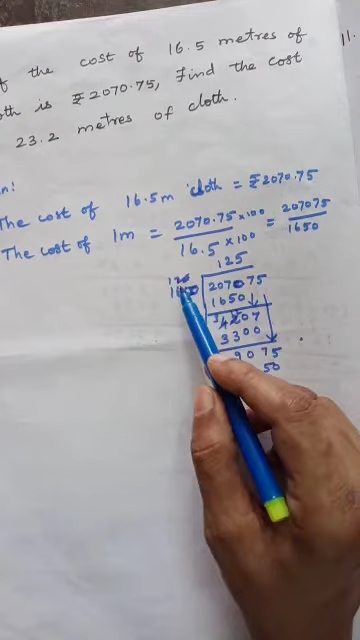 f the cost of 16.5 metres of
oth is ₹2070.75, Find the cost
23.2 metres of cloth.
n:
The cost of 16.5m cloth = ₹2070.75
The cost of 1m = 2070.75 × 100 / 16.5 × 100 = 207075 / 1650
125
207075
1650
4207
3300
9075
50
11.